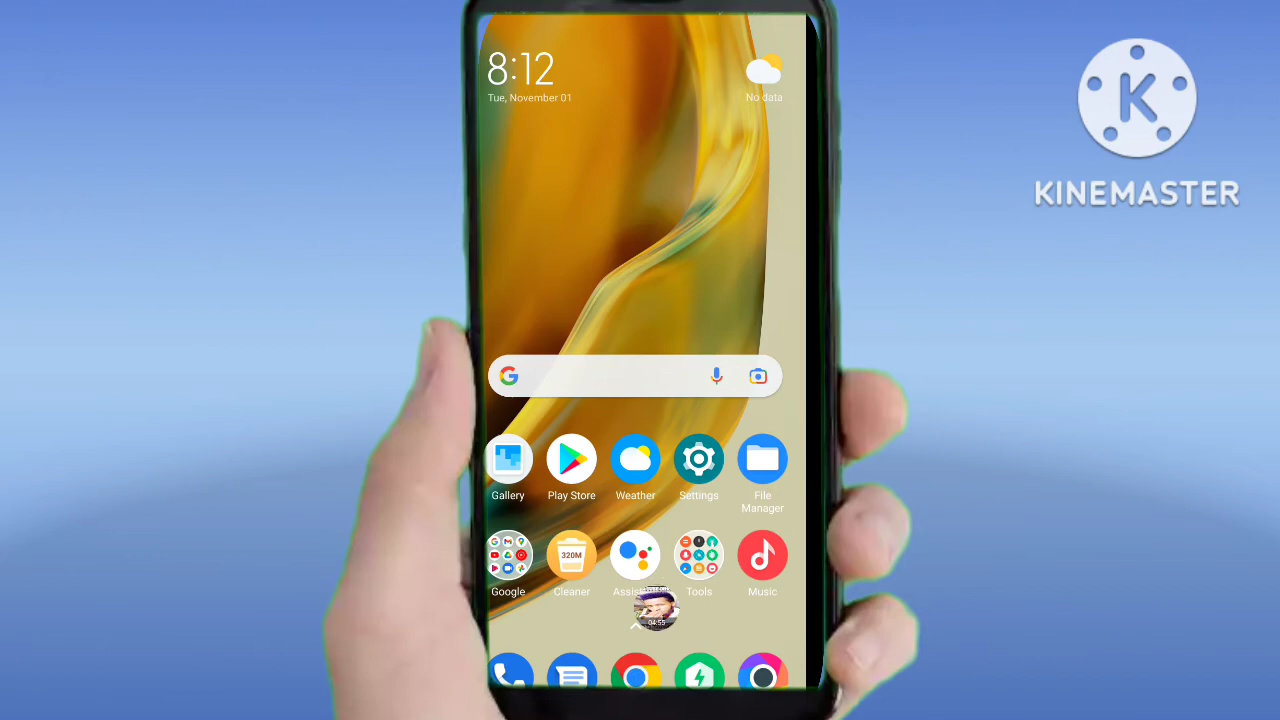 8:12
Tue, November 01
No data
KINEMASTER
Gallery
Play Store
Weather
Settings
File
Manager
320M
Google
Cleaner
Assis
Tools
Music
04:55